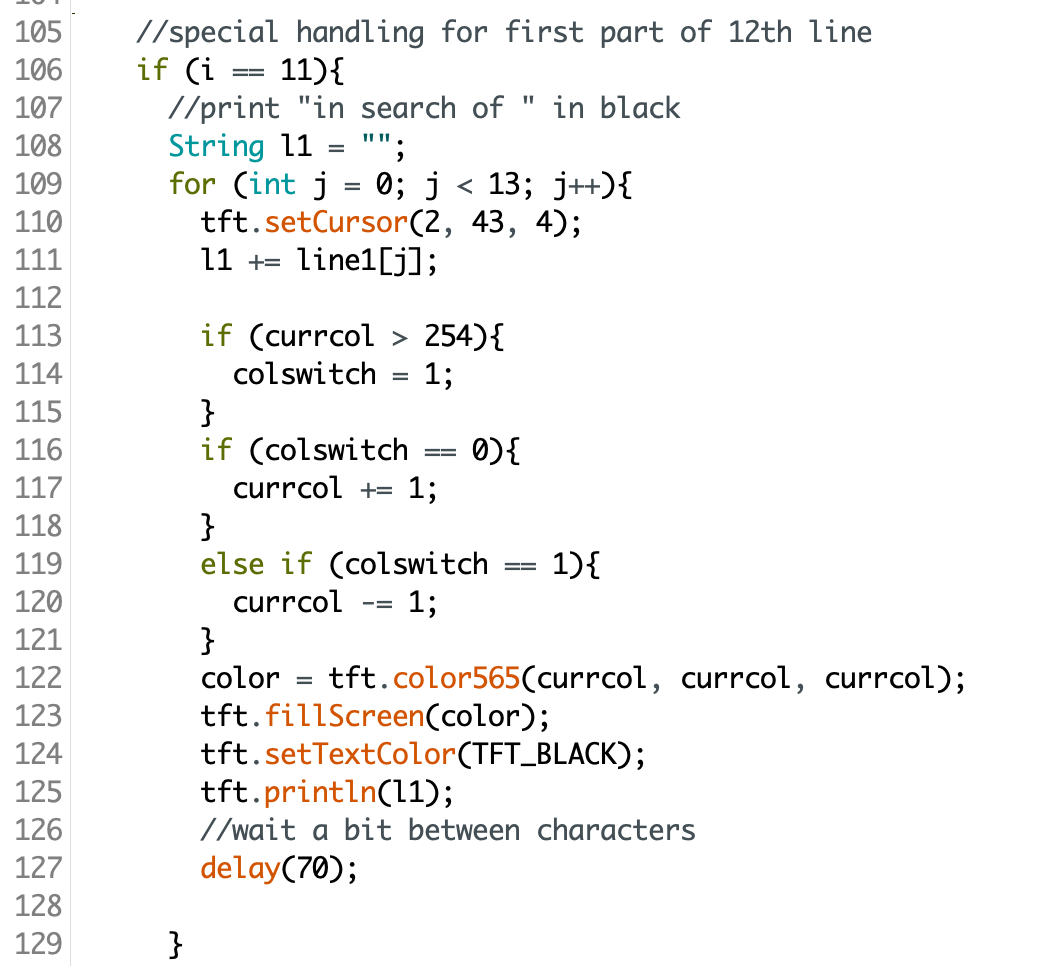 105 //special handling for first part of 12th line
106 if (i == 11){
107 //print "in search of " in black
108 String l1 = "";
109 for (int j = 0; j < 13; j++){
110 tft.setCursor(2, 43, 4);
111 l1 += line1[j];
112
113 if (currcol > 254){
114 colswitch = 1;
115 }
116 if (colswitch == 0){
117 currcol += 1;
118 }
119 else if (colswitch == 1){
120 currcol -= 1;
121 }
122 color = tft.color565(currcol, currcol, currcol);
123 tft.fillScreen(color);
124 tft.setTextColor(TFT_BLACK);
125 tft.println(l1);
126 //wait a bit between characters
127 delay(70);
128
129 }